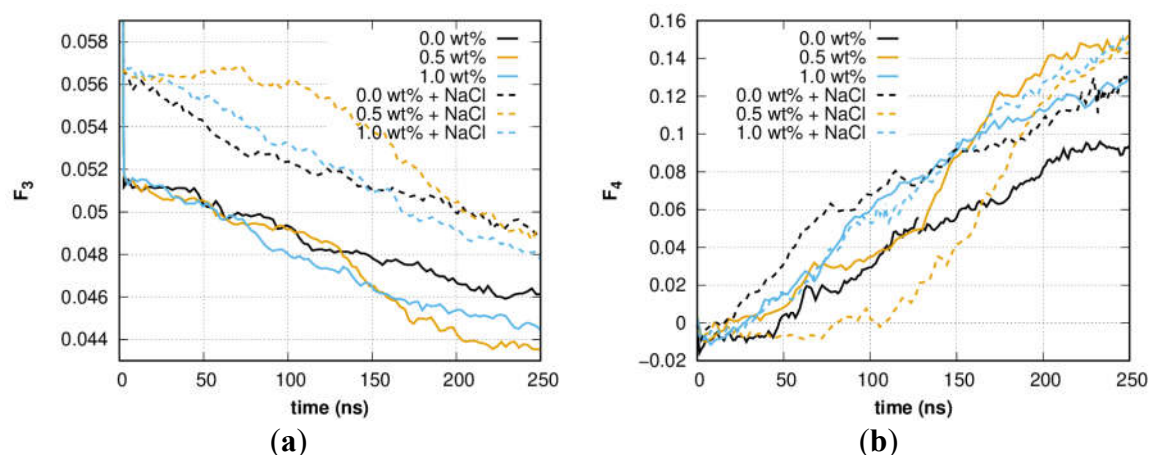 0.058
0.056
0.054
0.052
0.05
0.048
0.046
0.044
F3
0 50 100 150 200 250
time (ns)
0.0 wt%
0.5 wt%
1.0 wt%
0.0 wt% + NaCl
0.5 wt% + NaCl
1.0 wt% + NaCl
(a)
0.16
0.14
0.12
0.1
0.08
0.06
0.04
0.02
0
−0.02
F4
0 50 100 150 200 250
time (ns)
0.0 wt%
0.5 wt%
1.0 wt%
0.0 wt% + NaCl
0.5 wt% + NaCl
1.0 wt% + NaCl
(b)